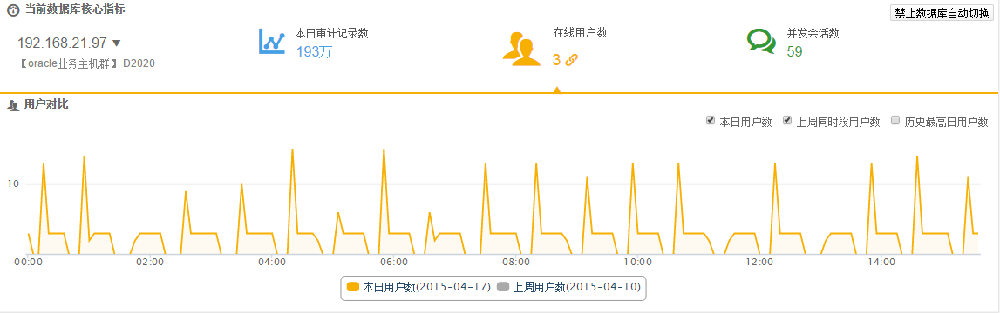 当前数据库核心指标
禁止数据库自动切换
192.168.21.97
【oracle业务主机群】 D2020
本日审计记录数
193万
在线用户数
3
并发会话数
59
用户对比
本日用户数 上周同时段用户数 历史最高日用户数
10
00:00 02:00 04:00 06:00 08:00 10:00 12:00 14:00
本日用户数(2015-04-17) 上周用户数(2015-04-10)